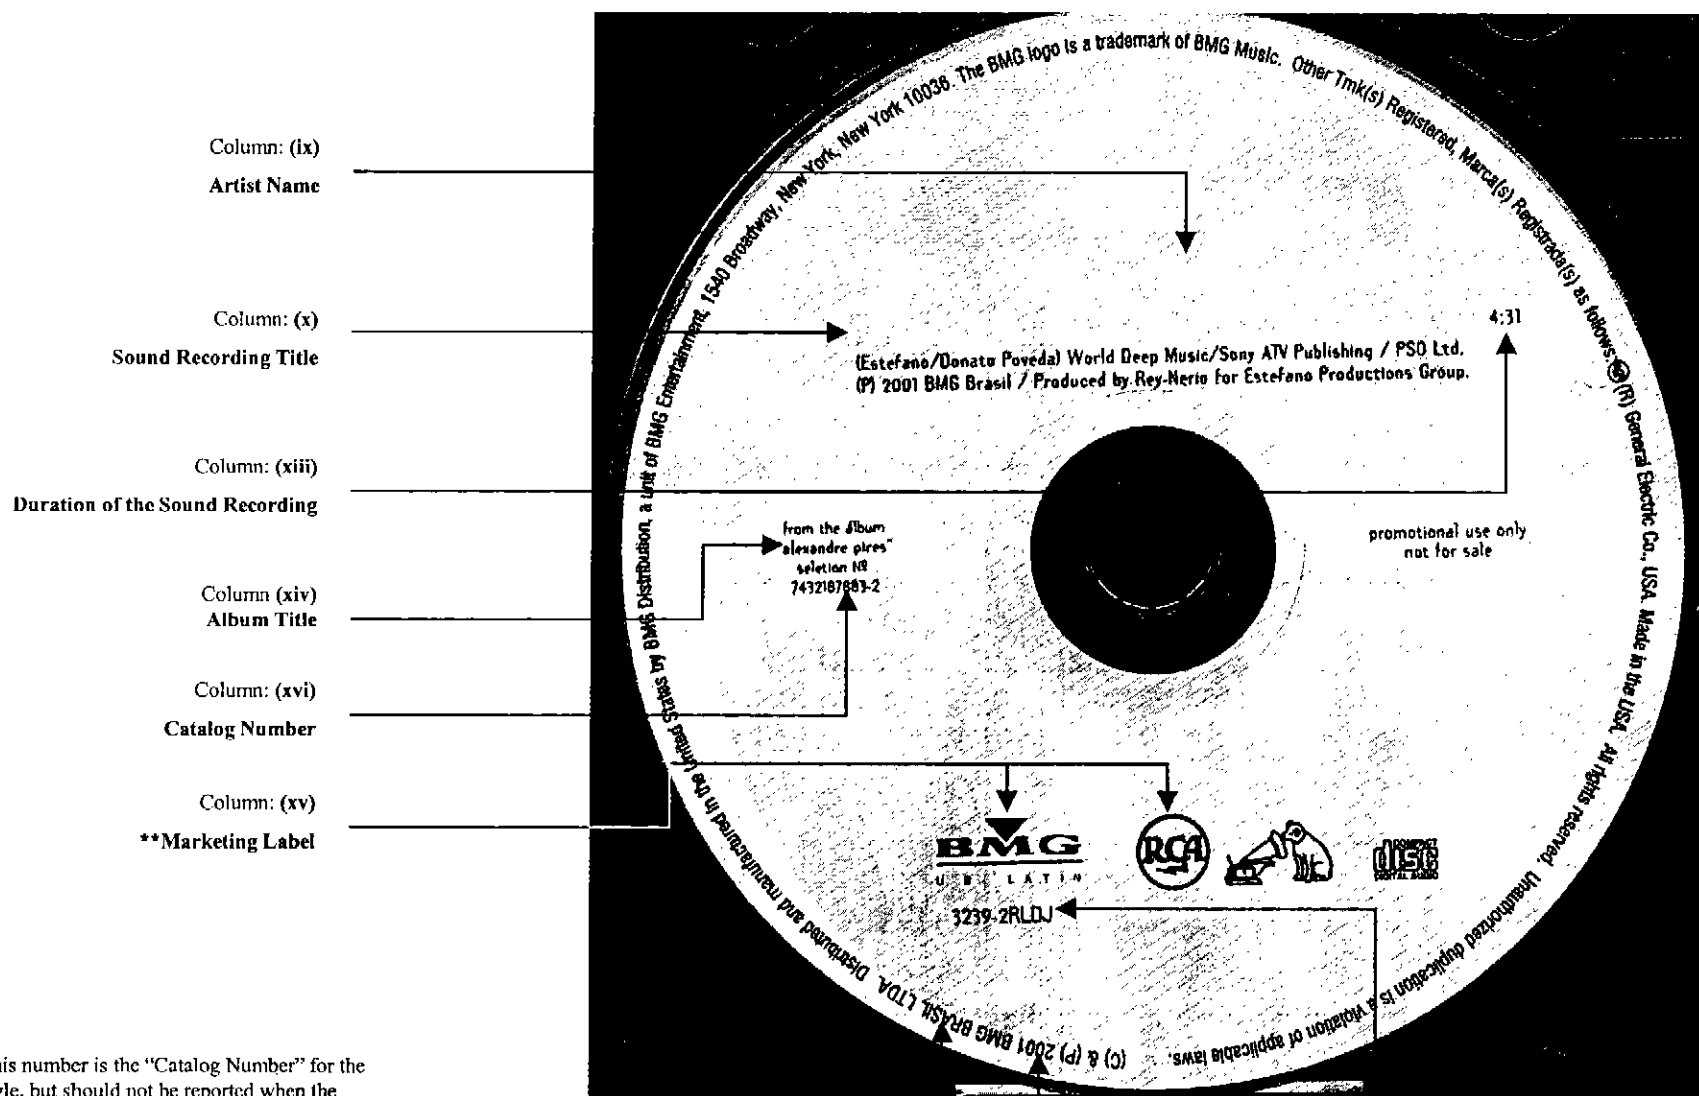 Column: (ix)
Artist Name
Column: (x)
Sound Recording Title
Column: (xiii)
Duration of the Sound Recording
Column (xiv)
Album Title
Column: (xvi)
Catalog Number
Column: (xv)
**Marketing Label
his number is the "Catalog Number" for the
gle, but should not be reported when the
4:31
(Estefano/Donato Poveda) World Deep Music/Sony ATV Publishing / PSO Ltd.
(P) 2001 BMG Brasil / Produced by Rey-Nerio for Estefano Productions Group.
from the album
"alexandre pires"
seletion Nº
7432187883-2
promotional use only
not for sale
BMG
U.S. LATIN
RCA
COMPACT
disc
DIGITAL AUDIO
3239-2RLDJ
(C) & (P) 2001 BMG BRASIL LTDA. Distributed and manufactured in the United States by BMG Distribution, a unit of BMG Entertainment, 1540 Broadway, New York, New York 10036. The BMG logo is a trademark of BMG Music. Other Tmk(s) Registered, Marca(s) Registrada(s) as follows: (R) General Electric Co., USA. Made in the USA. All rights reserved. Unauthorized duplication is a violation of applicable laws.